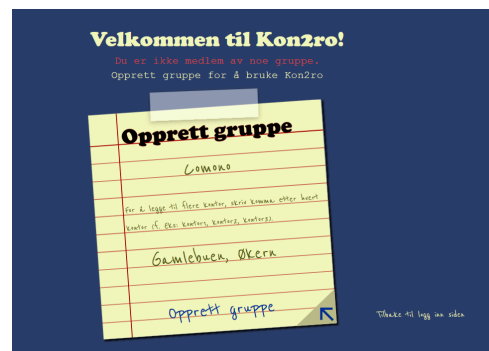 Velkommen til Kon2ro!
Du er ikke medlem av noe gruppe.
Opprett gruppe for å bruke Kon2ro
Opprett gruppe
Comono
For å legge til flere kontor, skriv komma etter hvert
kontor (f. eks: kontor1, kontor2, kontor3).
Gamlebyen, Økern
Opprett gruppe
Tilbake til logg inn siden